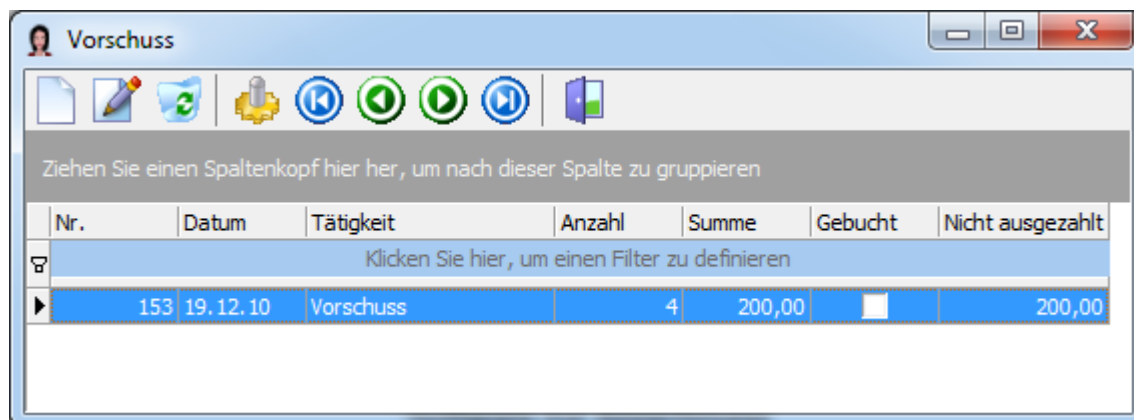 Vorschuss
Ziehen Sie einen Spaltenkopf hier her, um nach dieser Spalte zu gruppieren
Nr. Datum Tätigkeit Anzahl Summe Gebucht Nicht ausgezahlt
Klicken Sie hier, um einen Filter zu definieren
153 19.12.10 Vorschuss 4 200,00 200,00